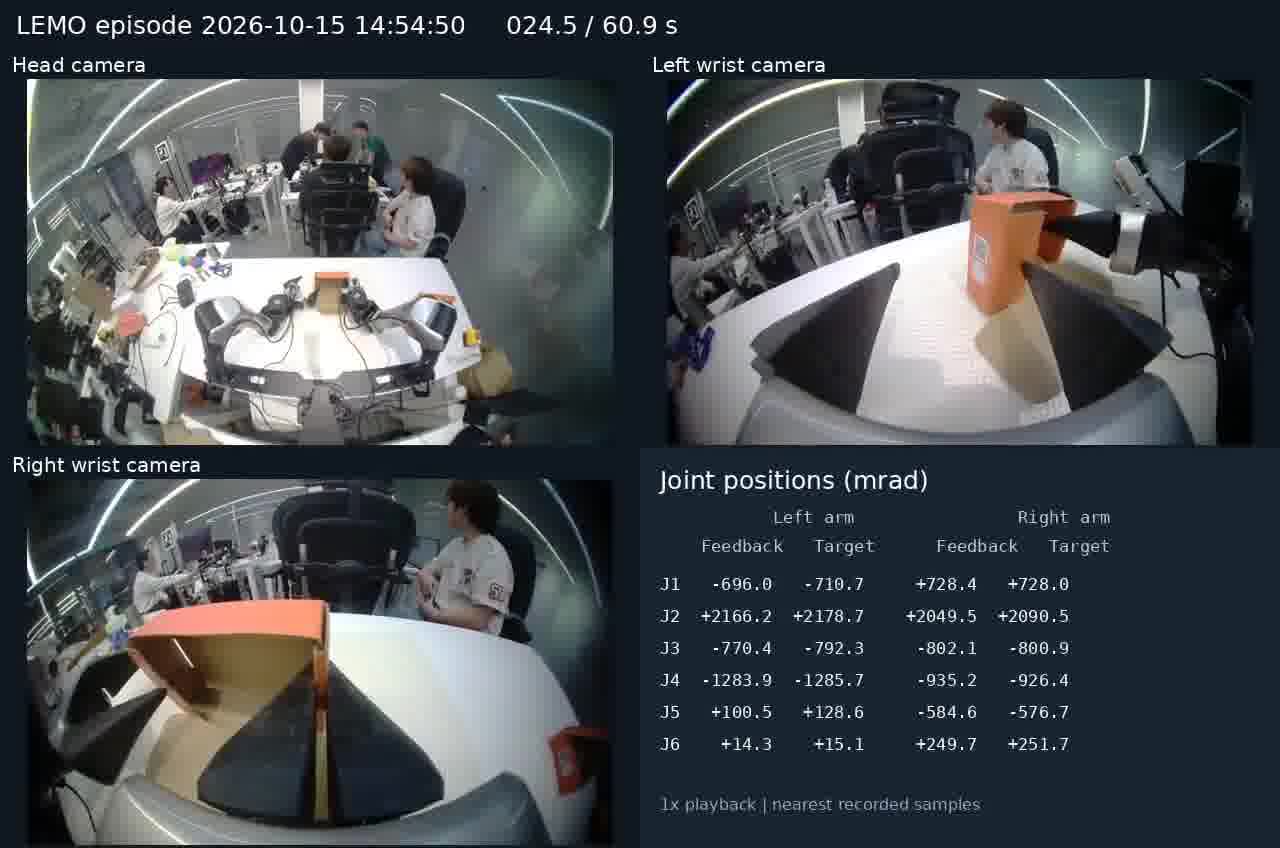 LEMO episode 2026-10-15 14:54:50 024.5 / 60.9 s
Head camera
Left wrist camera
Right wrist camera
Joint positions (mrad)
Left arm Right arm
Feedback Target Feedback Target
J1 -696.0 -710.7 +728.4 +728.0
J2 +2166.2 +2178.7 +2049.5 +2090.5
J3 -770.4 -792.3 -802.1 -800.9
J4 -1283.9 -1285.7 -935.2 -926.4
J5 +100.5 +128.6 -584.6 -576.7
J6 +14.3 +15.1 +249.7 +251.7
1x playback | nearest recorded samples